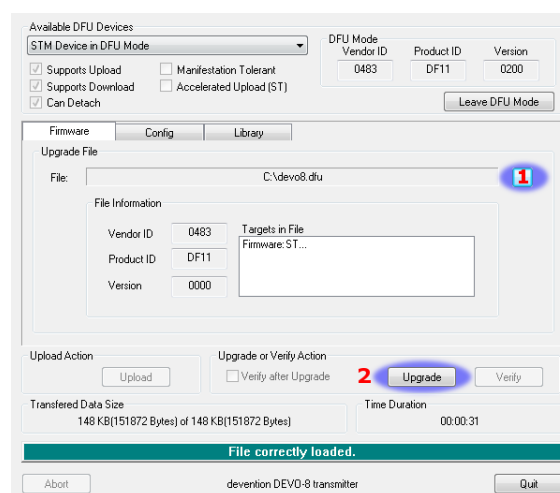 Available DFU Devices
STM Device in DFU Mode
Supports Upload
Manifestation Tolerant
Supports Download
Accelerated Upload (ST)
Can Detach
DFU Mode
Vendor ID Product ID Version
0483 DF11 0200
Leave DFU Mode
Firmware Config Library
Upgrade File
File: C:\devo8.dfu 1
File Information
Vendor ID 0483
Product ID DF11
Version 0000
Targets in File
Firmware:ST...
Upload Action
Upload
Upgrade or Verify Action
Verify after Upgrade 2 Upgrade Verify
Transfered Data Size
148 KB(151872 Bytes) of 148 KB(151872 Bytes)
Time Duration
00:00:31
File correctly loaded.
Abort devention DEVO-8 transmitter Quit